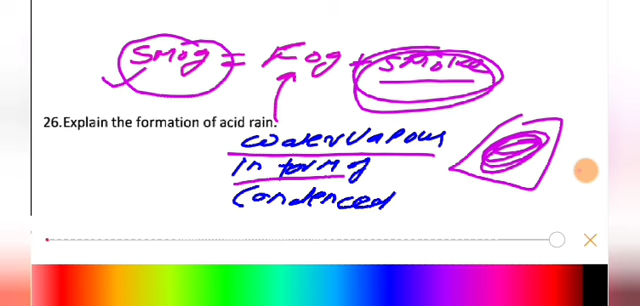 Smog = Fog + Smoke
26.Explain the formation of acid rain.
water vapour
in form of
Condenced